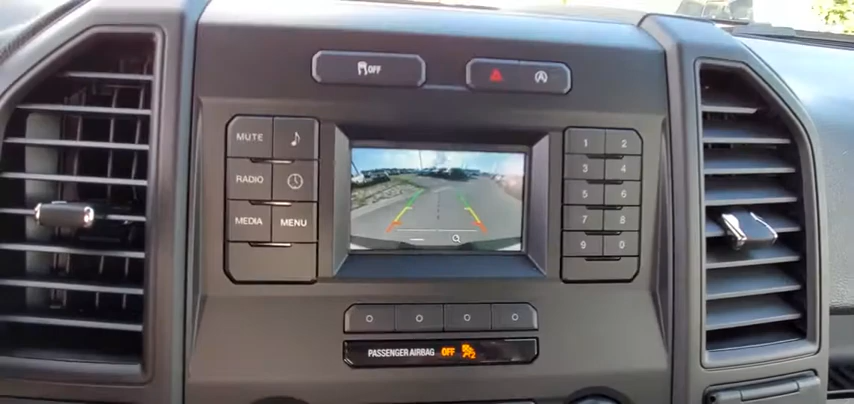 OFF
A
MUTE
RADIO
MEDIA MENU
1 2
3 4
5 6
7 8
9 0
PASSENGER AIRBAG OFF